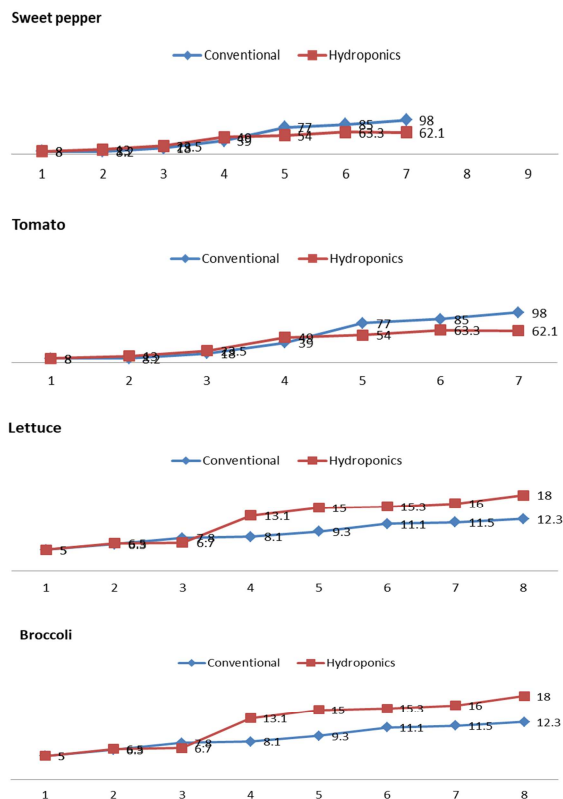 Sweet pepper
Conventional Hydroponics
98
77 85
49 39 54 63.3 62.1
8 8 8.2 18
1 2 3 4 5 6 7 8 9
Tomato
Conventional Hydroponics
98
77 85
49 39 54 63.3 62.1
8 8 8.2 18
1 2 3 4 5 6 7
Lettuce
Conventional Hydroponics
13.1 15 15.3 16 18
5 7.8 6.7 8.1 9.3 11.1 11.5 12.3
1 2 3 4 5 6 7 8
Broccoli
Conventional Hydroponics
13.1 15 15.3 16 18
5 7.8 6.7 8.1 9.3 11.1 11.5 12.3
1 2 3 4 5 6 7 8